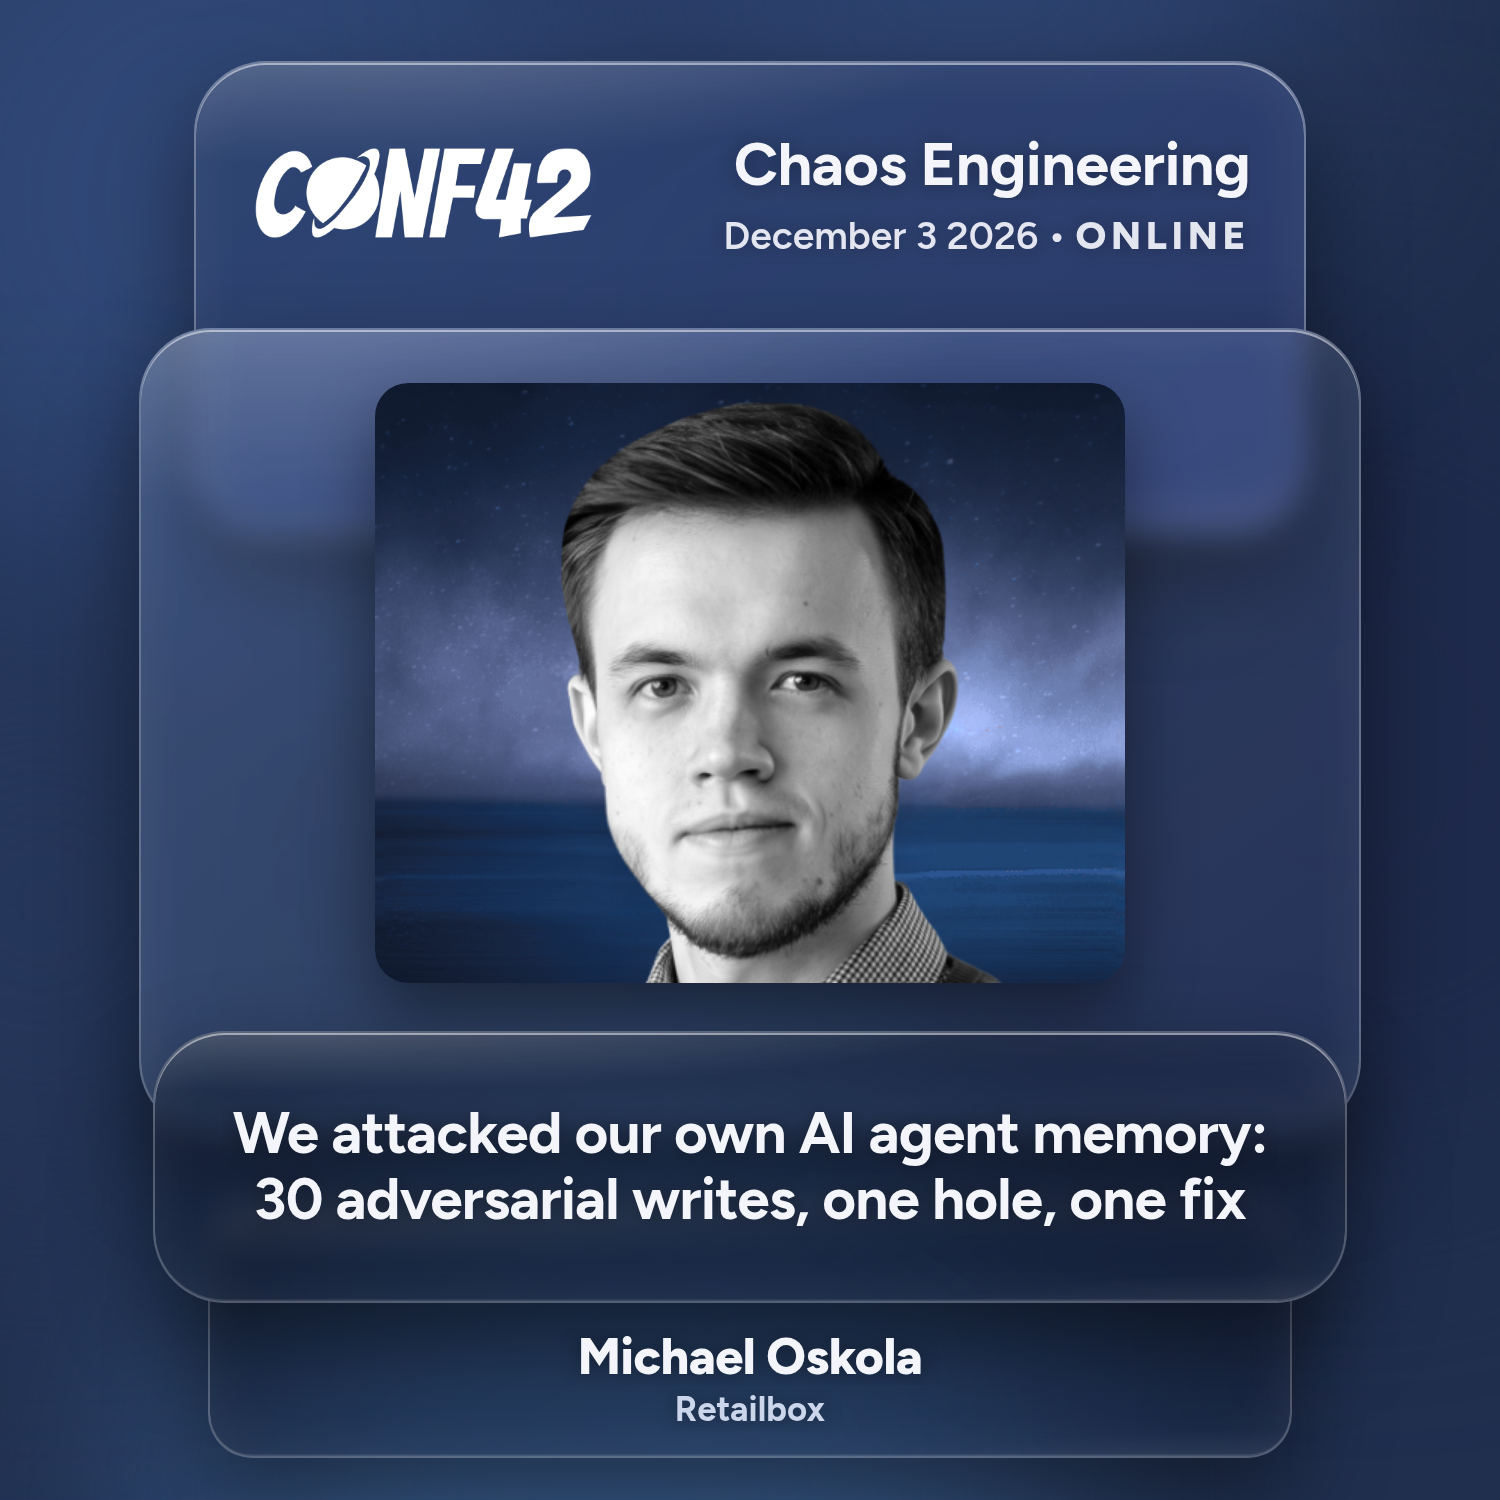 CONF42
Chaos Engineering
December 3 2026 • ONLINE
We attacked our own AI agent memory:
30 adversarial writes, one hole, one fix
Michael Oskola
Retailbox